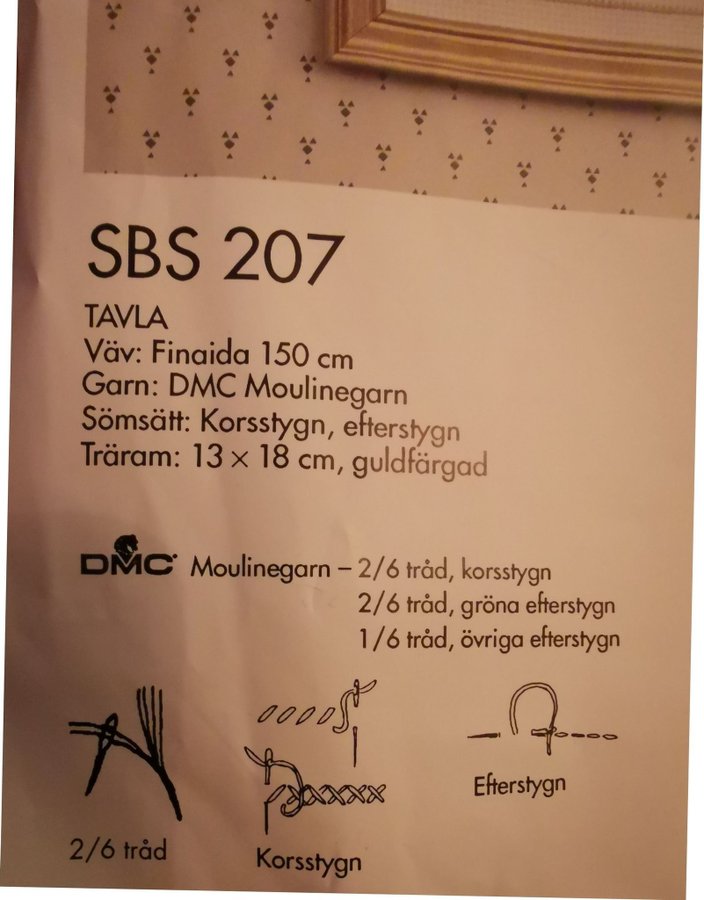 SBS 207
TAVLA
Väv: Finaida 150 cm
Garn: DMC Moulinegarn
Sömsätt: Korsstygn, efterstygn
Träram: 13 × 18 cm, guldfärgad
DMC Moulinegarn – 2/6 tråd, korsstygn
2/6 tråd, gröna efterstygn
1/6 tråd, övriga efterstygn
2/6 tråd
Korsstygn
Efterstygn